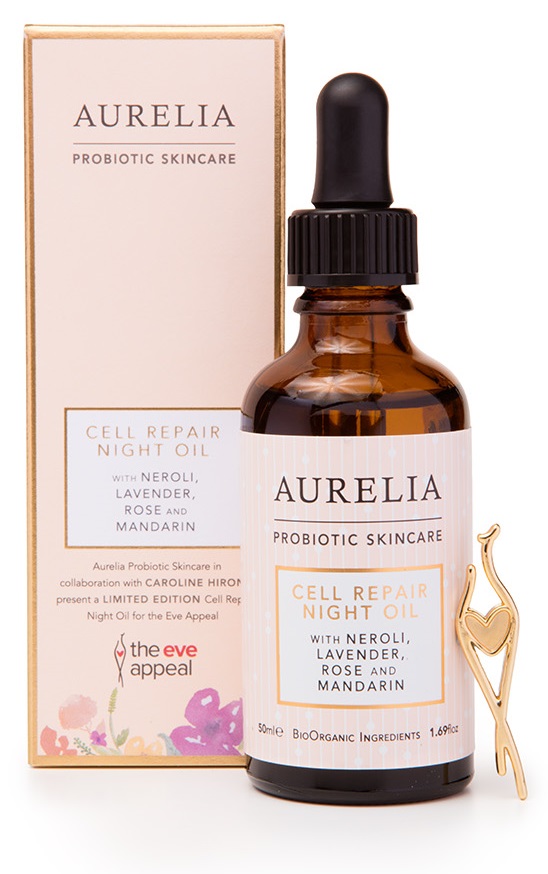 AURELIA
PROBIOTIC SKINCARE
CELL REPAIR
NIGHT OIL
WITH NEROLI,
LAVENDER,
ROSE AND
MANDARIN
Aurelia Probiotic Skincare in
collaboration with CAROLINE HIRON
present a LIMITED EDITION Cell Rep
Night Oil for the Eve Appeal
the eve
appeal
AURELIA
PROBIOTIC SKINCARE
CELL REPAIR
NIGHT OIL
WITH NEROLI,
LAVENDER,
ROSE AND
MANDARIN
50ml℮ BIOORGANIC INGREDIENTS 1.69floz